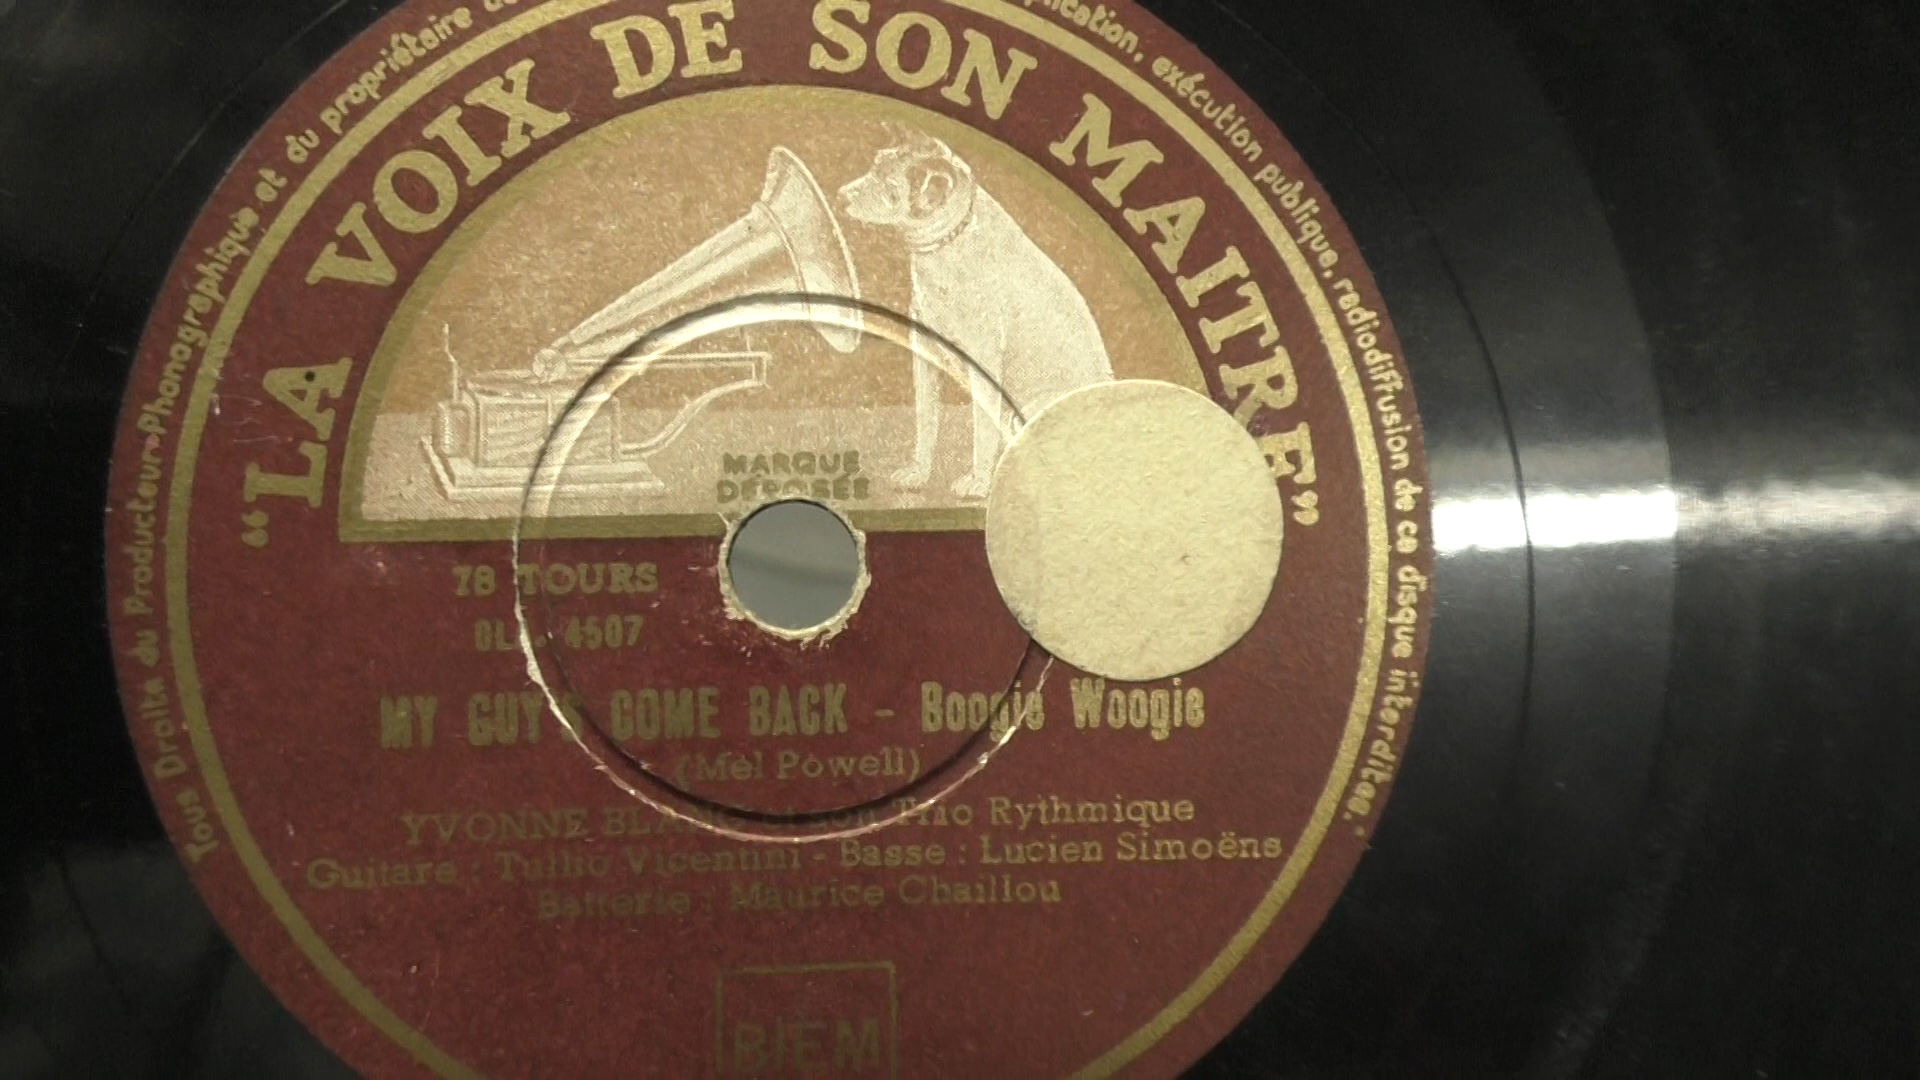 Tous Droits du Producteur-Phonographique et du propriétaire
exécution publique, radiodiffusion de ce disque interdites.
“LA VOIX DE SON MAITRE”
MARQUE
DÉPOSÉE
78 TOURS
4507
MY GUY'S COME BACK - Boogie Woogie
(Mel Powell)
YVONNE BLANC et son Trio Rythmique
Guitare : Tullio Vicentini - Basse : Lucien Simoëns
Batterie : Maurice Chaillou
BIEM